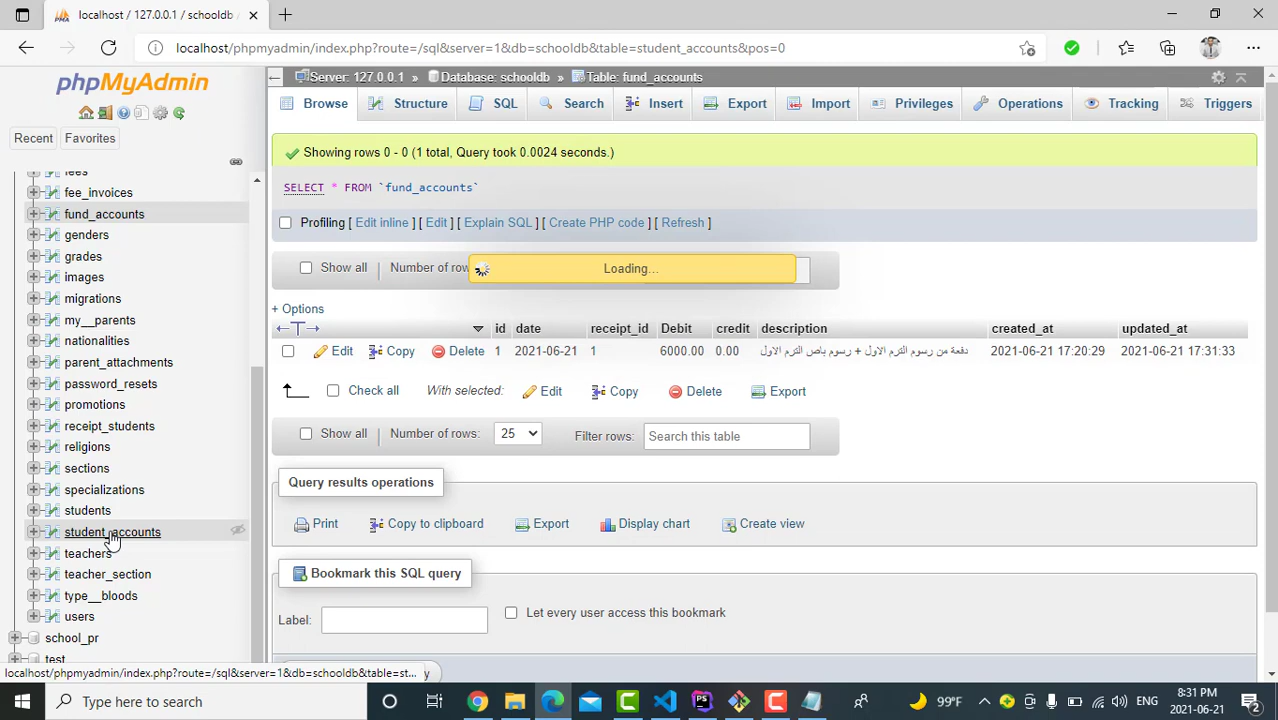 localhost / 127.0.0.1 / schooldb
localhost/phpmyadmin/index.php?route=/sql&server=1&db=schooldb&table=student_accounts&pos=0
phpMyAdmin
Recent
Favorites
fees
fee_invoices
fund_accounts
genders
grades
images
migrations
my__parents
nationalities
parent_attachments
password_resets
promotions
receipt_students
religions
sections
specializations
students
student_accounts
teachers
teacher_section
type__bloods
users
school_pr
test
localhost/phpmyadmin/index.php?route=/sql&server=1&db=schooldb&table=st...
Server: 127.0.0.1 » Database: schooldb » Table: fund_accounts
Browse Structure SQL Search Insert Export Import Privileges Operations Tracking Triggers
Showing rows 0 - 0 (1 total, Query took 0.0024 seconds.)
SELECT * FROM `fund_accounts`
Profiling [ Edit inline ] [ Edit ] [ Explain SQL ] [ Create PHP code ] [ Refresh ]
Show all Number of row
Loading...
+ Options
←T→ id date receipt_id Debit credit description created_at updated_at
Edit Copy Delete 1 2021-06-21 1 6000.00 0.00 دفعة من رسوم الترم الاول + رسوم باص الترم الاول 2021-06-21 17:20:29 2021-06-21 17:31:33
Check all With selected: Edit Copy Delete Export
Show all Number of rows: 25 Filter rows: Search this table
Query results operations
Print Copy to clipboard Export Display chart Create view
Bookmark this SQL query
Label: Let every user access this bookmark
Type here to search
99°F
ENG
8:31 PM
2021-06-21
2